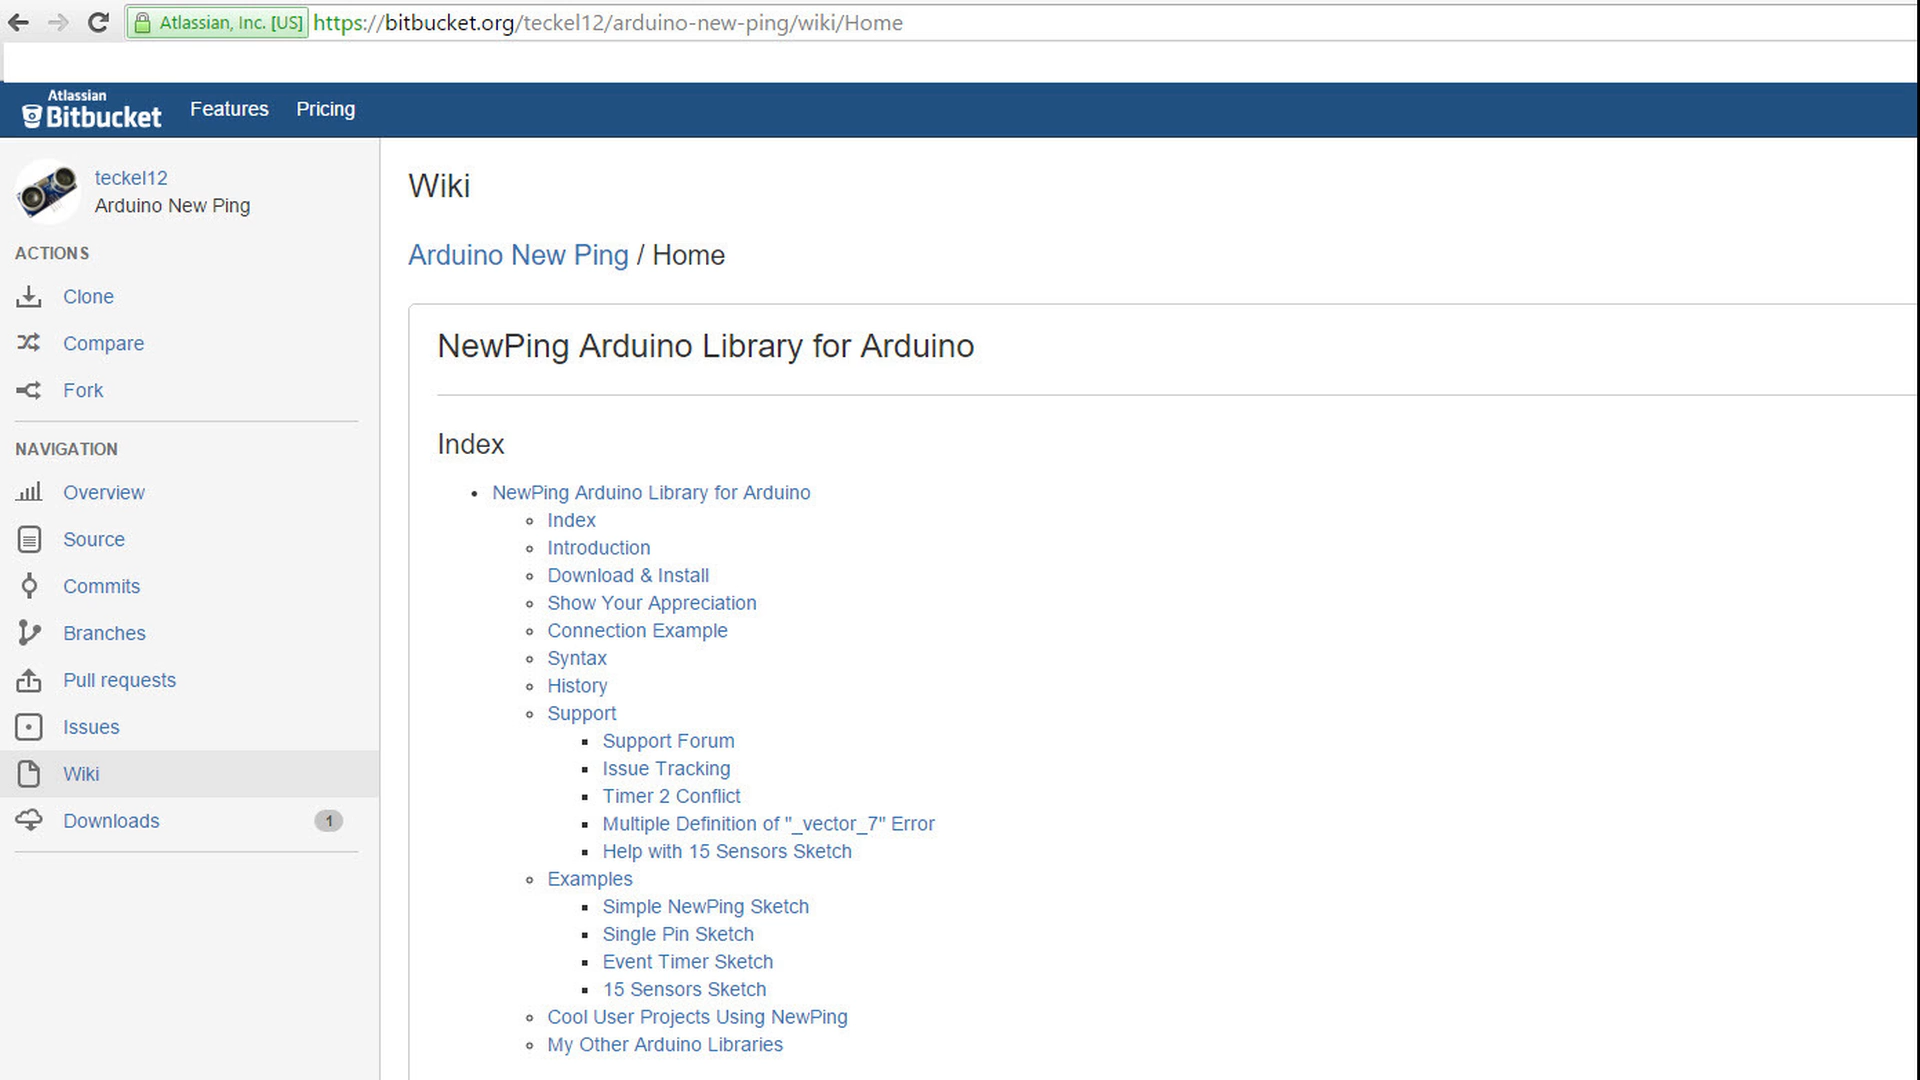 Atlassian, Inc. [US] https://bitbucket.org/teckel12/arduino-new-ping/wiki/Home
Atlassian
Bitbucket
Features
Pricing
teckel12
Arduino New Ping
ACTIONS
Clone
Compare
Fork
NAVIGATION
Overview
Source
Commits
Branches
Pull requests
Issues
Wiki
Downloads 1
Wiki
Arduino New Ping / Home
NewPing Arduino Library for Arduino
Index
NewPing Arduino Library for Arduino
Index
Introduction
Download & Install
Show Your Appreciation
Connection Example
Syntax
History
Support
Support Forum
Issue Tracking
Timer 2 Conflict
Multiple Definition of "_vector_7" Error
Help with 15 Sensors Sketch
Examples
Simple NewPing Sketch
Single Pin Sketch
Event Timer Sketch
15 Sensors Sketch
Cool User Projects Using NewPing
My Other Arduino Libraries